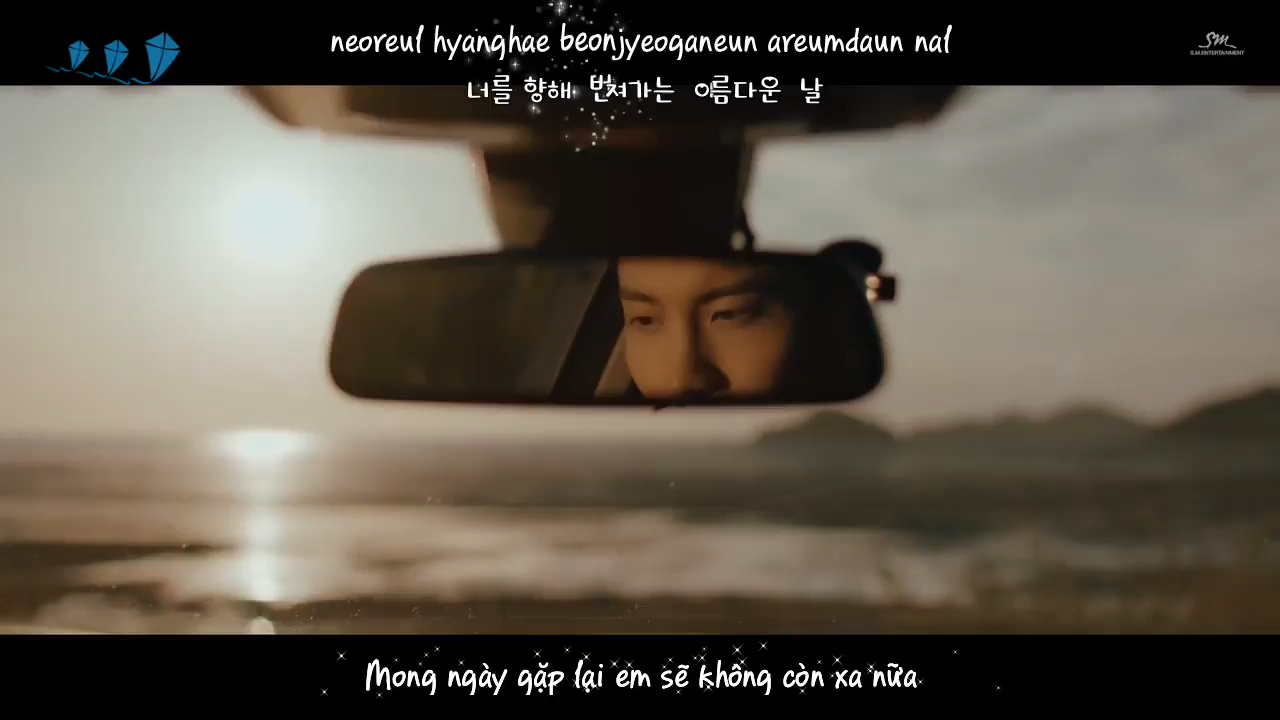 neoreul hyanghae beonjyeoganeun areumdaun nal
너를 향해 번져가는 아름다운 날
SM
S.M.ENTERTAINMENT
Mong ngày gặp lại em sẽ không còn xa nữa